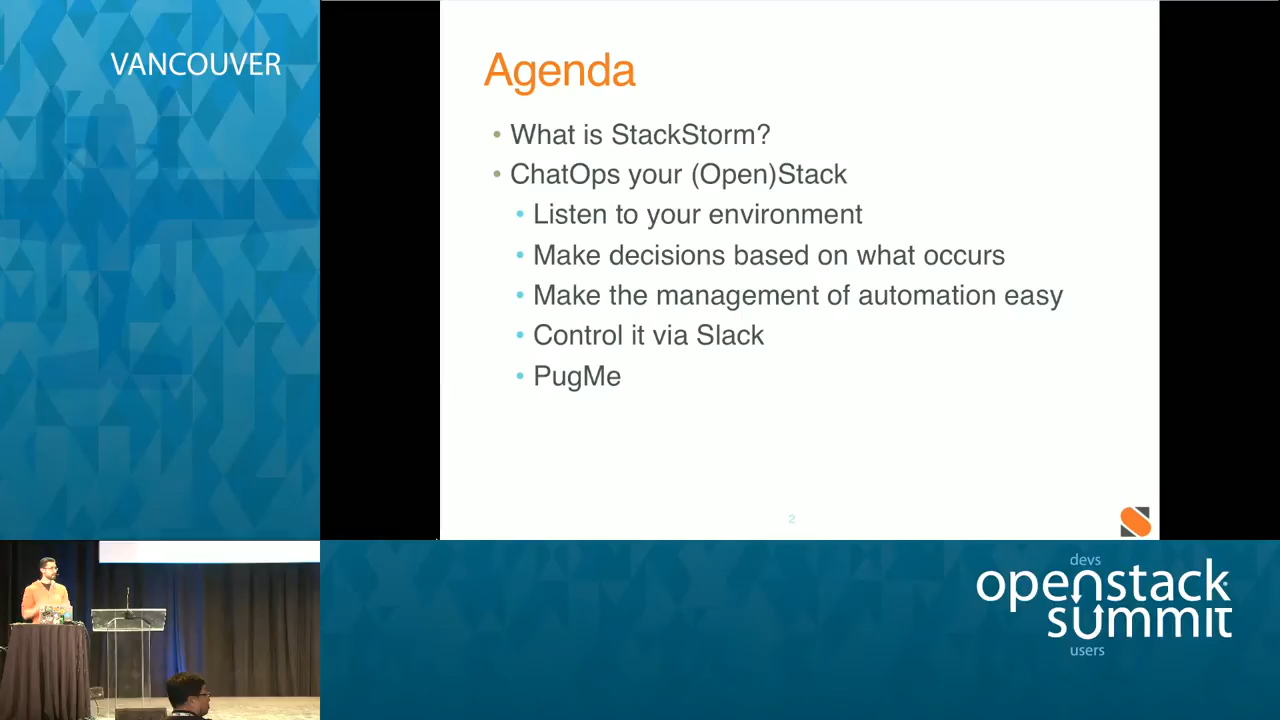 VANCOUVER
Agenda
• What is StackStorm?
• ChatOps your (Open)Stack
• Listen to your environment
• Make decisions based on what occurs
• Make the management of automation easy
• Control it via Slack
• PugMe
2
devs
openstack
summit
users